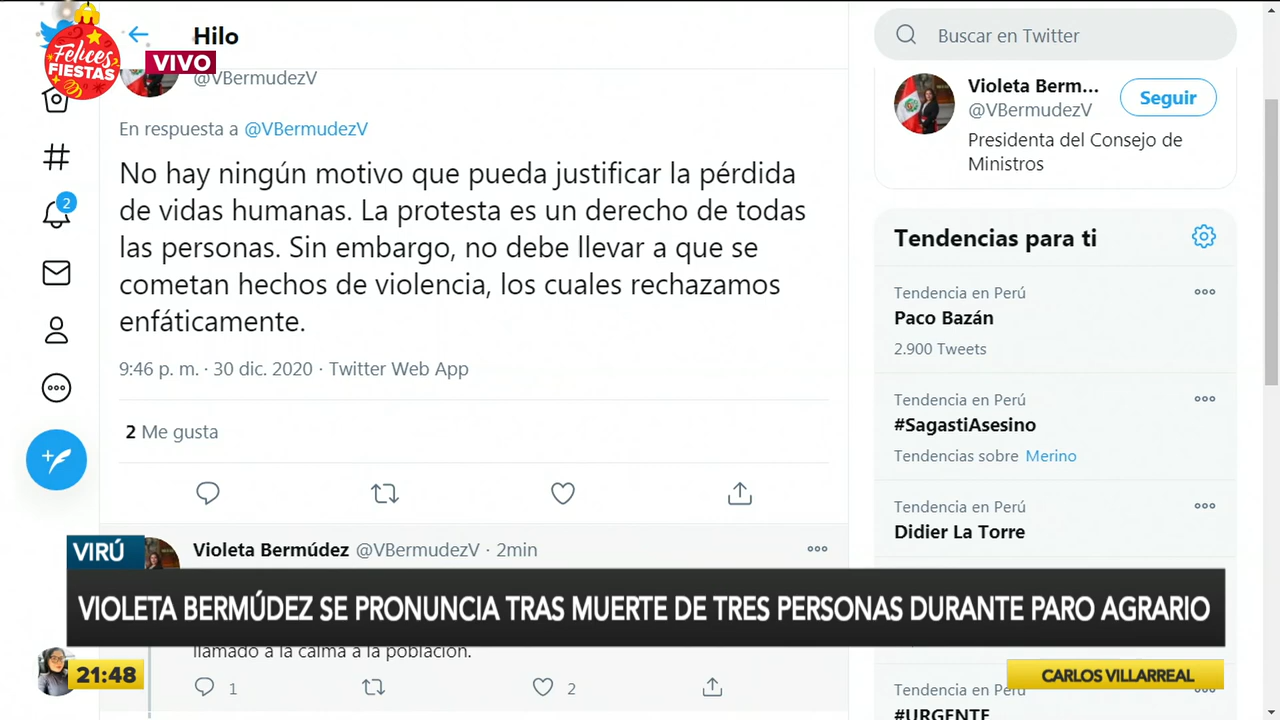 Felices
FIESTAS
VIVO
Hilo
@VBermudezV
En respuesta a @VBermudezV
No hay ningún motivo que pueda justificar la pérdida
de vidas humanas. La protesta es un derecho de todas
las personas. Sin embargo, no debe llevar a que se
cometan hechos de violencia, los cuales rechazamos
enfáticamente.
9:46 p. m. · 30 dic. 2020 · Twitter Web App
2 Me gusta
Violeta Bermúdez @VBermudezV · 2min
llamado a la calma a la población.
1
2
2
Buscar en Twitter
Violeta Berm...
@VBermudezV
Seguir
Presidenta del Consejo de
Ministros
Tendencias para ti
Tendencia en Perú
Paco Bazán
2.900 Tweets
Tendencia en Perú
#SagastiAsesino
Tendencias sobre Merino
Tendencia en Perú
Didier La Torre
Tendencia en Perú
#URGENTE
VIRÚ
VIOLETA BERMÚDEZ SE PRONUNCIA TRAS MUERTE DE TRES PERSONAS DURANTE PARO AGRARIO
21:48
CARLOS VILLARREAL